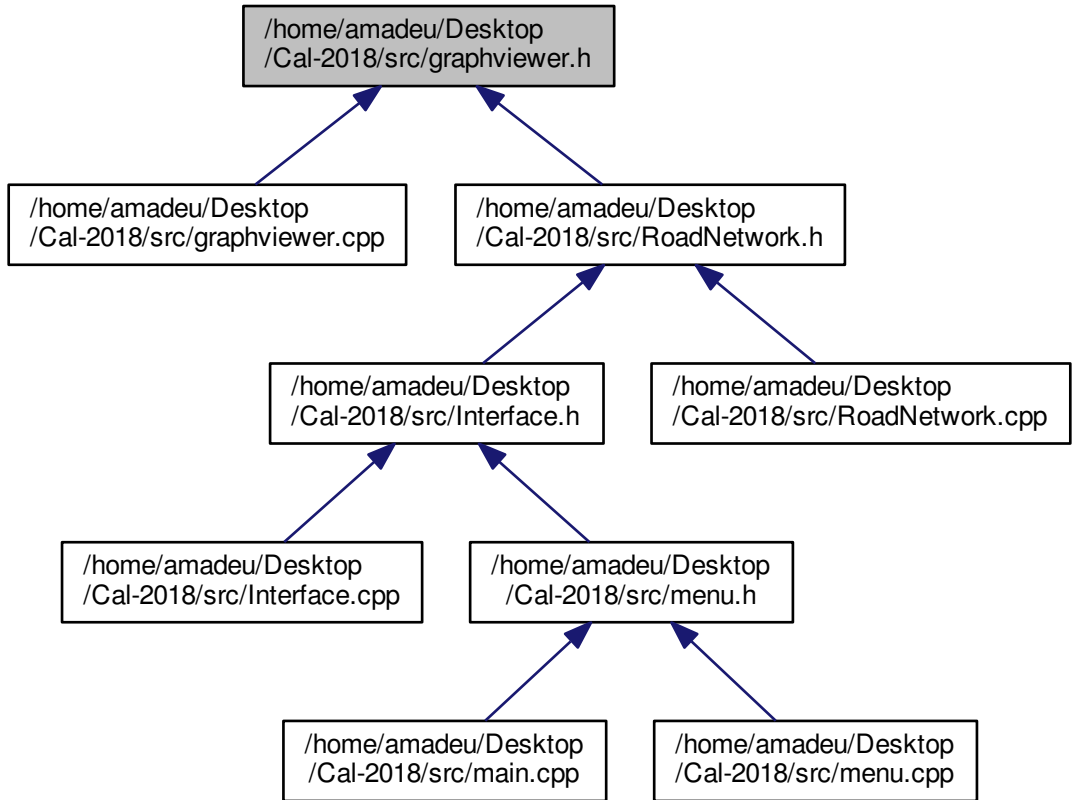 /home/amadeu/Desktop
/Cal-2018/src/graphviewer.h
/home/amadeu/Desktop
/Cal-2018/src/graphviewer.cpp
/home/amadeu/Desktop
/Cal-2018/src/RoadNetwork.h
/home/amadeu/Desktop
/Cal-2018/src/Interface.h
/home/amadeu/Desktop
/Cal-2018/src/RoadNetwork.cpp
/home/amadeu/Desktop
/Cal-2018/src/Interface.cpp
/home/amadeu/Desktop
/Cal-2018/src/menu.h
/home/amadeu/Desktop
/Cal-2018/src/main.cpp
/home/amadeu/Desktop
/Cal-2018/src/menu.cpp